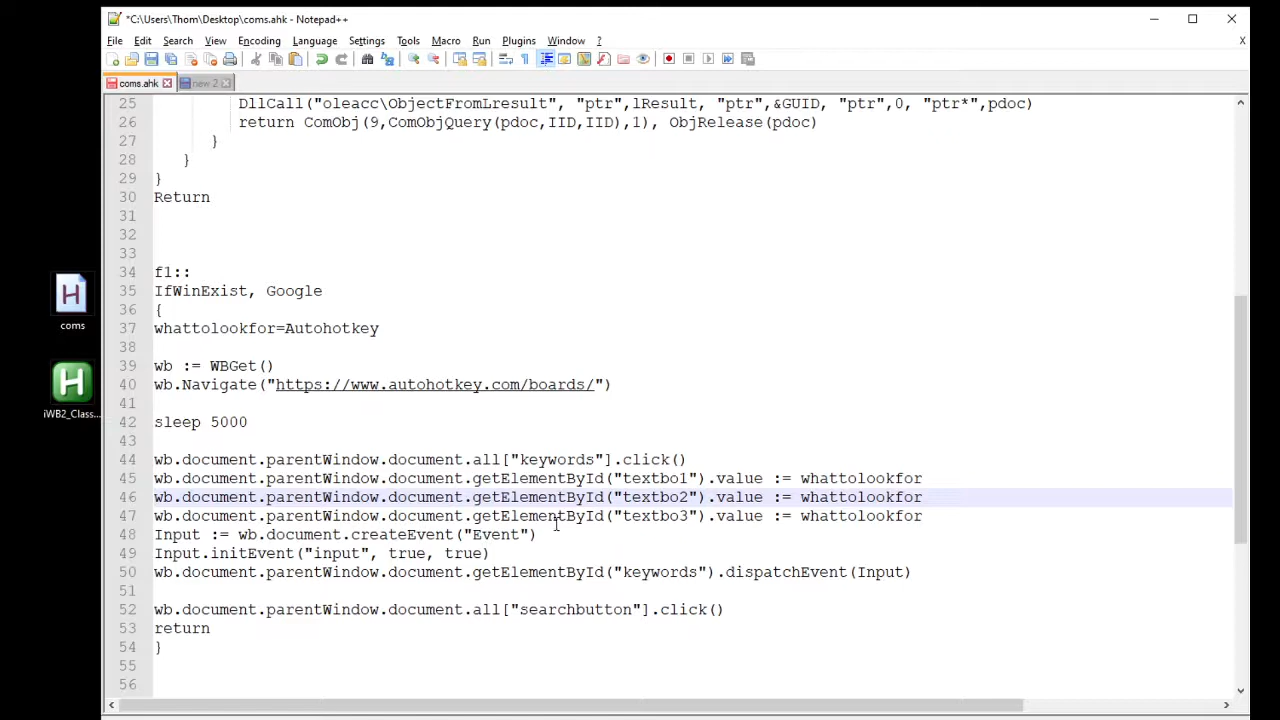 *C:\Users\Thom\Desktop\coms.ahk - Notepad++
File Edit Search View Encoding Language Settings Tools Macro Run Plugins Window ? X
coms.ahk new 2
25 DllCall("oleacc\ObjectFromLresult", "ptr",lResult, "ptr",&GUID, "ptr",0, "ptr*",pdoc)
26 return ComObj(9,ComObjQuery(pdoc,IID,IID),1), ObjRelease(pdoc)
27 }
28 }
29 }
30 Return
31
32
33
34 f1::
35 IfWinExist, Google
36 {
37 whattolookfor=Autohotkey
38
39 wb := WBGet()
40 wb.Navigate("https://www.autohotkey.com/boards/")
41
42 sleep 5000
43
44 wb.document.parentWindow.document.all["keywords"].click()
45 wb.document.parentWindow.document.getElementById("textbo1").value := whattolookfor
46 wb.document.parentWindow.document.getElementById("textbo2").value := whattolookfor
47 wb.document.parentWindow.document.getElementById("textbo3").value := whattolookfor
48 Input := wb.document.createEvent("Event")
49 Input.initEvent("input", true, true)
50 wb.document.parentWindow.document.getElementById("keywords").dispatchEvent(Input)
51
52 wb.document.parentWindow.document.all["searchbutton"].click()
53 return
54 }
55
56
H
coms
H
iWB2_Class...